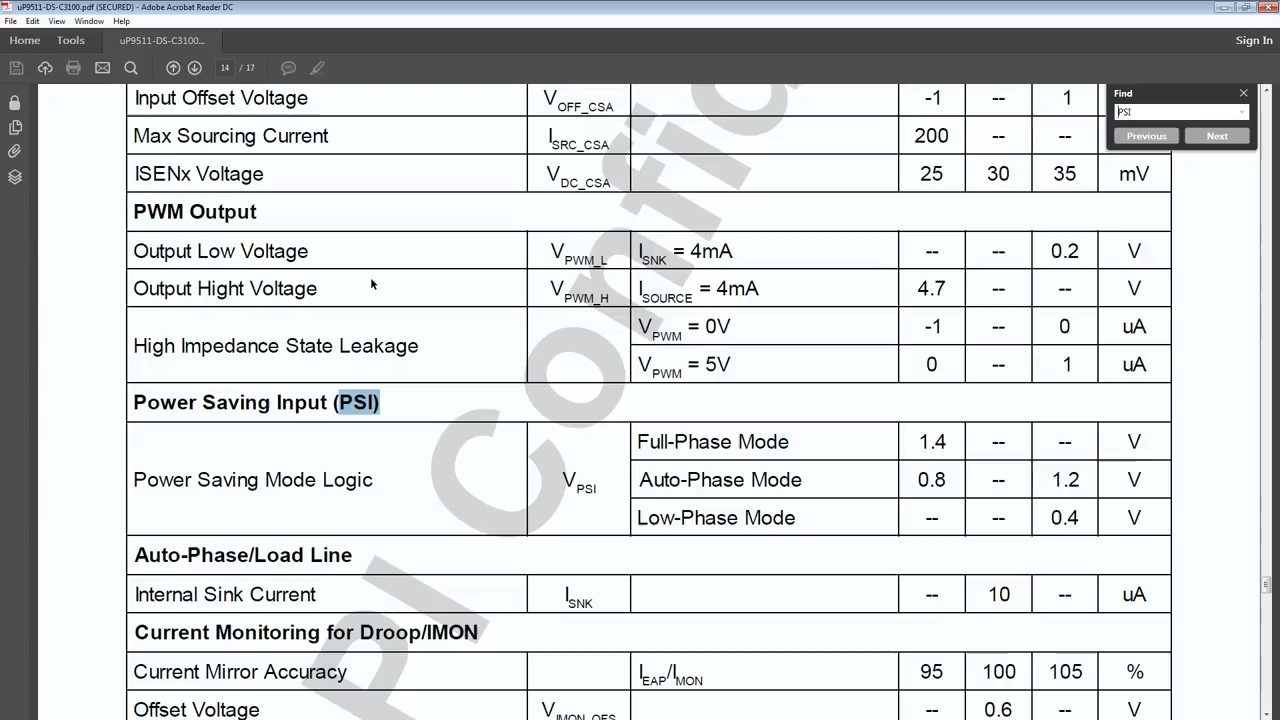 uP9511-DS-C3100.pdf (SECURED) - Adobe Acrobat Reader DC
File Edit View Window Help
Home Tools uP9511-DS-C3100... Sign In
14 / 17
Find
PSI
Previous Next
Input Offset Voltage VOFF_CSA -1 -- 1
Max Sourcing Current ISRC_CSA 200 -- --
ISENx Voltage VDC_CSA 25 30 35 mV
PWM Output
Output Low Voltage VPWM_L ISNK = 4mA -- -- 0.2 V
Output Hight Voltage VPWM_H ISOURCE = 4mA 4.7 -- -- V
High Impedance State Leakage VPWM = 0V -1 -- 0 uA
VPWM = 5V 0 -- 1 uA
Power Saving Input (PSI)
Power Saving Mode Logic VPSI Full-Phase Mode 1.4 -- -- V
Auto-Phase Mode 0.8 -- 1.2 V
Low-Phase Mode -- -- 0.4 V
Auto-Phase/Load Line
Internal Sink Current ISNK -- 10 -- uA
Current Monitoring for Droop/IMON
Current Mirror Accuracy IEAP/IMON 95 100 105 %
Offset Voltage VIMON_OFS -- 0.6 -- V
PI Confid